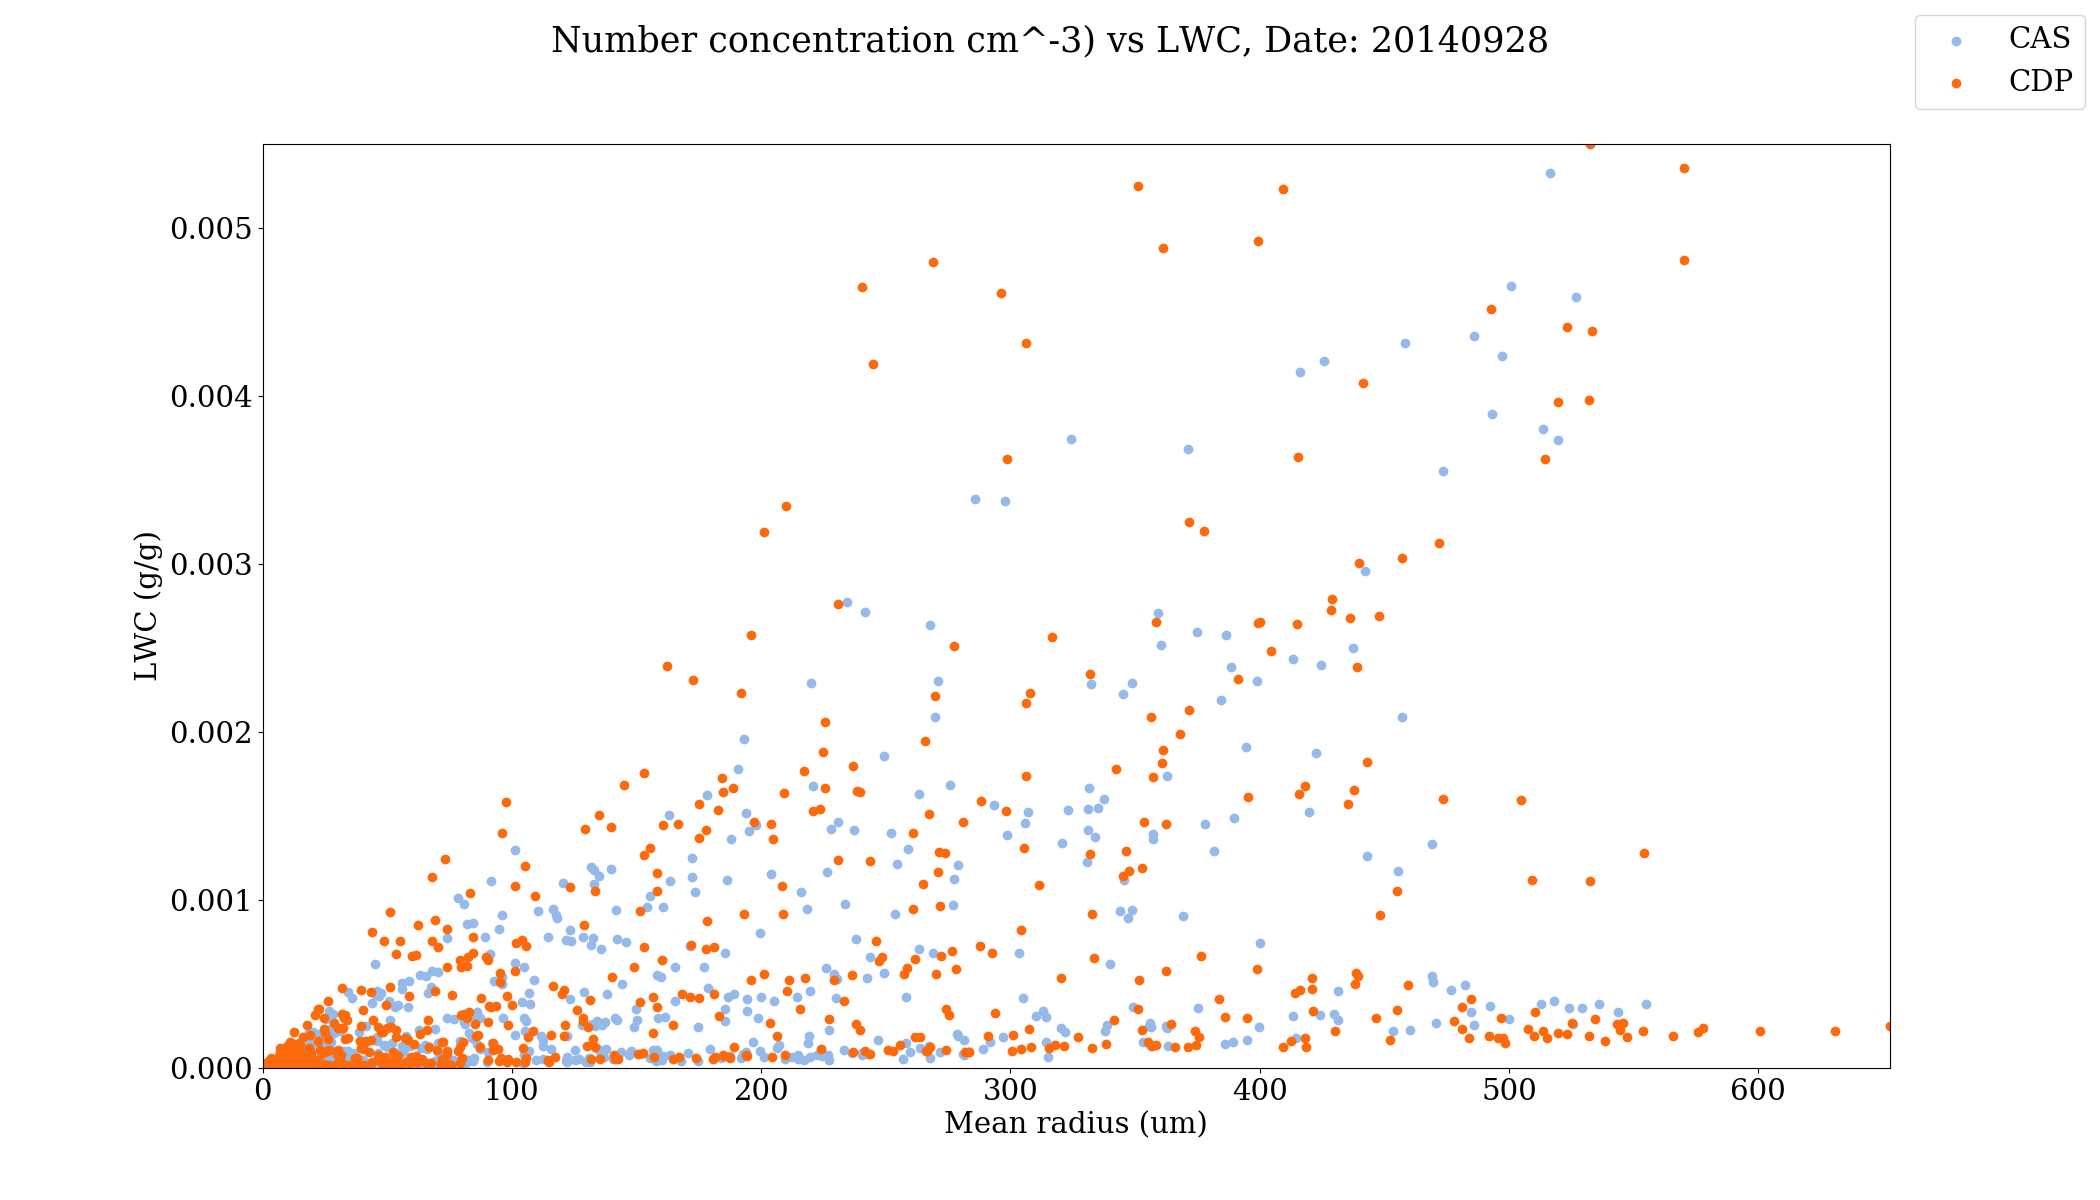 Number concentration cm^-3) vs LWC, Date: 20140928
CAS
CDP
LWC (g/g)
0.005
0.004
0.003
0.002
0.001
0.000
0 100 200 300 400 500 600
Mean radius (um)